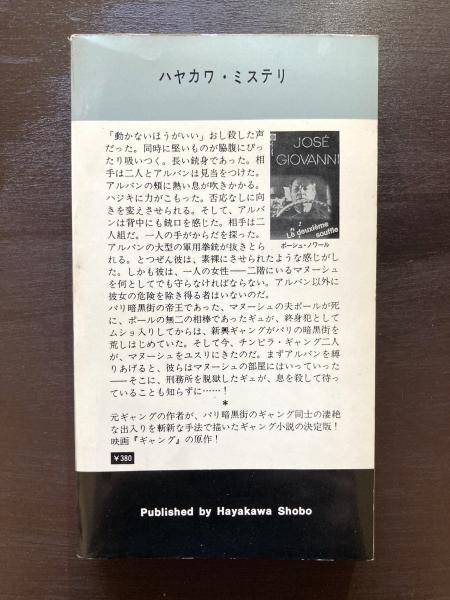 ハヤカワ・ミステリ
「動かないほうがいい」おし殺した声
だった。同時に堅いものが脇腹にぴっ
たり吸いつく。長い銃身であった。相
手は二人とアルバンは見当をつけた。
アルバンの頬に熱い息が吹きかかる。
ハジキに力がこもった。否応なしに向
きを変えさせられる。そして、アルバ
ンは背中にも銃口を感じた。相手は二
人組だ。一人の手がからだを探った。
アルバンの大型の軍用拳銃が抜きとら
れる。とつぜん彼は、素裸にさせられたような感じがし
た。しかも彼は、一人の女性――二階にいるマヌーシュ
を何としてでも守らなければならない。アルバン以外に
彼女の危険を除き得る者はいないのだ。
パリ暗黒街の帝王であった、マヌーシュの夫ポールが死
に、ポールの無二の相棒であったギュが、終身犯として
ムショ入りしてからは、新興ギャングがパリの暗黒街を
荒しはじめていた。そして今、チンピラ・ギャング二人
が、マヌーシュをユスリにきたのだ。まずアルバンを縛
りあげると、彼らはマヌーシュの部屋にはいっていった
――そこに、刑務所を脱獄したギュが、息を殺して待っ
ていることも知らずに……！
JOSÉ
GIOVANNI
Le deuxième
souffle
ポーシュ・ノワール
*
元ギャングの作者が、パリ暗黒街のギャング同士の凄絶
な出入りを斬新な手法で描いたギャング小説の決定版！
映画『ギャング』の原作！
¥380
Published by Hayakawa Shobo